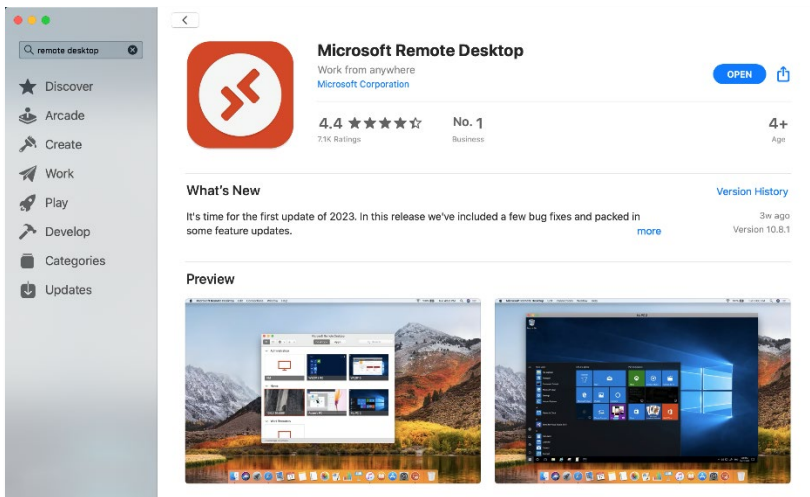 remote desktop
Discover
Arcade
Create
Work
Play
Develop
Categories
Updates
Microsoft Remote Desktop
Work from anywhere
Microsoft Corporation
OPEN
4.4
7.1K Ratings
No. 1
Business
4+
Age
What's New
Version History
It's time for the first update of 2023. In this release we've included a few bug fixes and packed in
some feature updates.
more
3w ago
Version 10.8.1
Preview